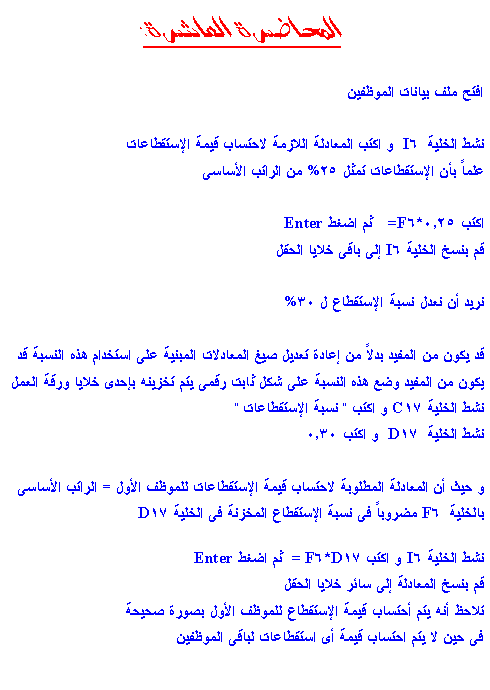 المحاضرة العاشرة:
افتح ملف بيانات الموظفين
نشط الخلية I٦ و اكتب المعادلة اللازمة لاحتساب قيمة الإستقطاعات
علماً بأن الإستقطاعات تمثل ٢٥% من الراتب الأساسى
اكتب =F٦*٠,٢٥ ثم اضغط Enter
قم بنسخ الخلية I٦ إلى باقى خلايا الحقل
نريد أن نعدل نسبة الإستقطاع ل ٣٠%
قد يكون من المفيد بدلاً من إعادة تعديل صيغ المعادلات المبنية على استخدام هذه النسبة قد
يكون من المفيد وضع هذه النسبة على شكل ثابت رقمى يتم تخزينه بإحدى خلايا ورقة العمل
نشط الخلية C١٧ و اكتب " نسبة الإستقطاعات "
نشط الخلية D١٧ و اكتب ٠,٣٠
و حيث أن المعادلة المطلوبة لاحتساب قيمة الإستقطاعات للموظف الأول = الراتب الأساسى
بالخلية F٦ مضروباً فى نسبة الإستقطاع المخزنة فى الخلية D١٧
نشط الخلية I٦ و اكتب = F٦*D١٧ ثم اضغط Enter
قم بنسخ المعادلة إلى سائر خلايا الحقل
تلاحظ أنه يتم أحتساب قيمة الإستقطاع للموظف الأول بصورة صحيحة
فى حين لا يتم احتساب قيمة أى استقطاعات لباقى الموظفين